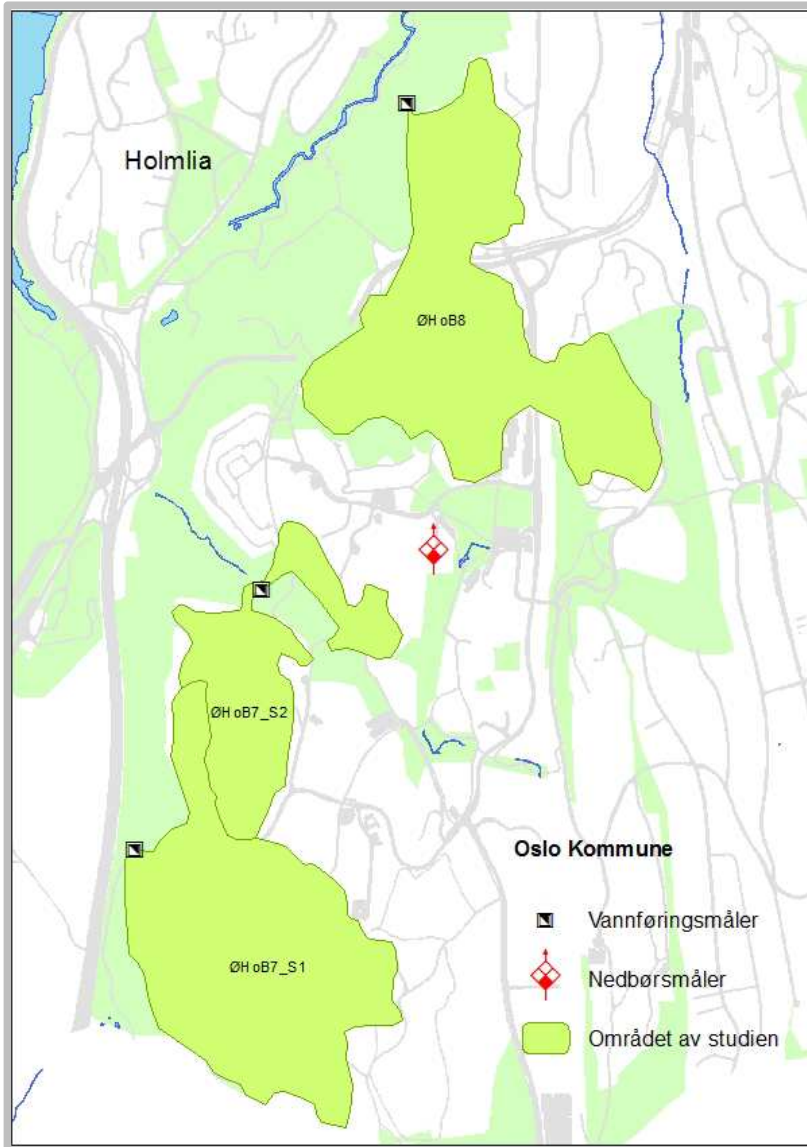 Holmlia
ØH oB8
ØH oB7_S2
ØH oB7_S1
Oslo Kommune
Vannføringsmåler
Nedbørsmåler
Området av studien